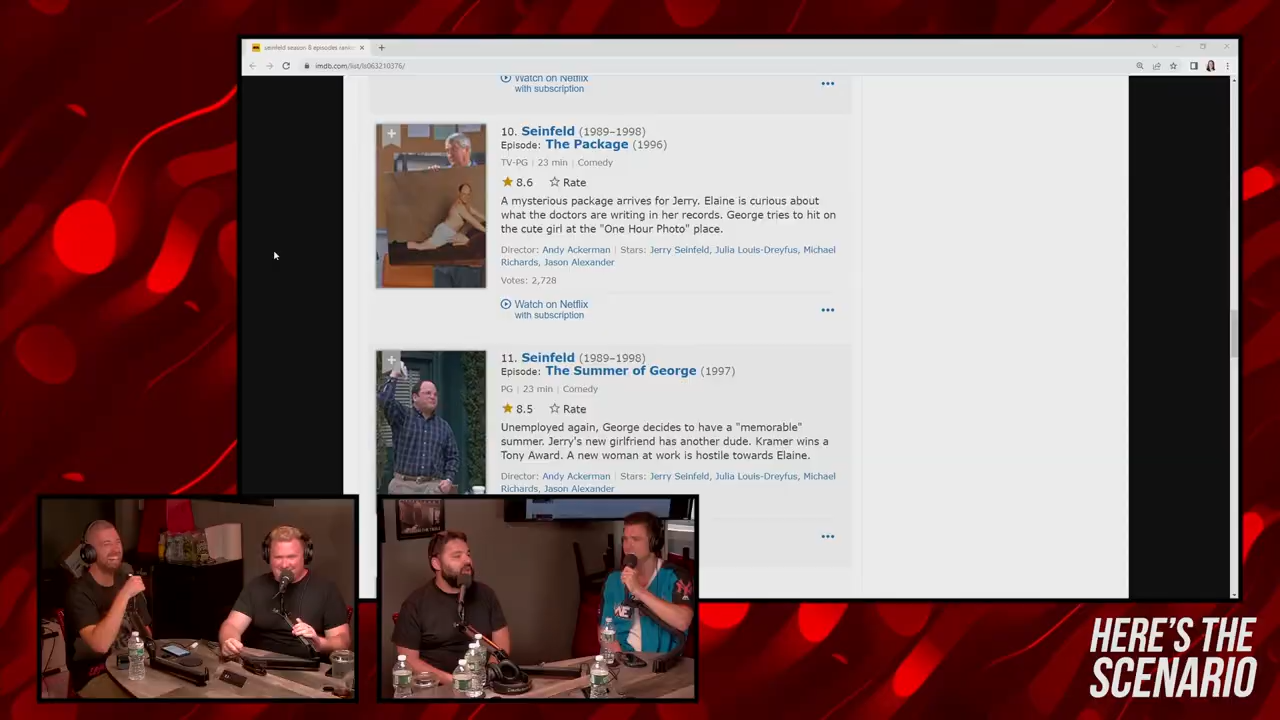 seinfeld season 8 episodes ranke
imdb.com/list/ls063210376/
Watch on Netflix
with subscription
10. Seinfeld (1989–1998)
Episode: The Package (1996)
TV-PG | 23 min | Comedy
8.6 Rate
A mysterious package arrives for Jerry. Elaine is curious about
what the doctors are writing in her records. George tries to hit on
the cute girl at the "One Hour Photo" place.
Director: Andy Ackerman | Stars: Jerry Seinfeld, Julia Louis-Dreyfus, Michael
Richards, Jason Alexander
Votes: 2,728
Watch on Netflix
with subscription
11. Seinfeld (1989–1998)
Episode: The Summer of George (1997)
PG | 23 min | Comedy
8.5 Rate
Unemployed again, George decides to have a "memorable"
summer. Jerry's new girlfriend has another dude. Kramer wins a
Tony Award. A new woman at work is hostile towards Elaine.
Director: Andy Ackerman | Stars: Jerry Seinfeld, Julia Louis-Dreyfus, Michael
Richards, Jason Alexander
HERE'S THE
SCENARIO